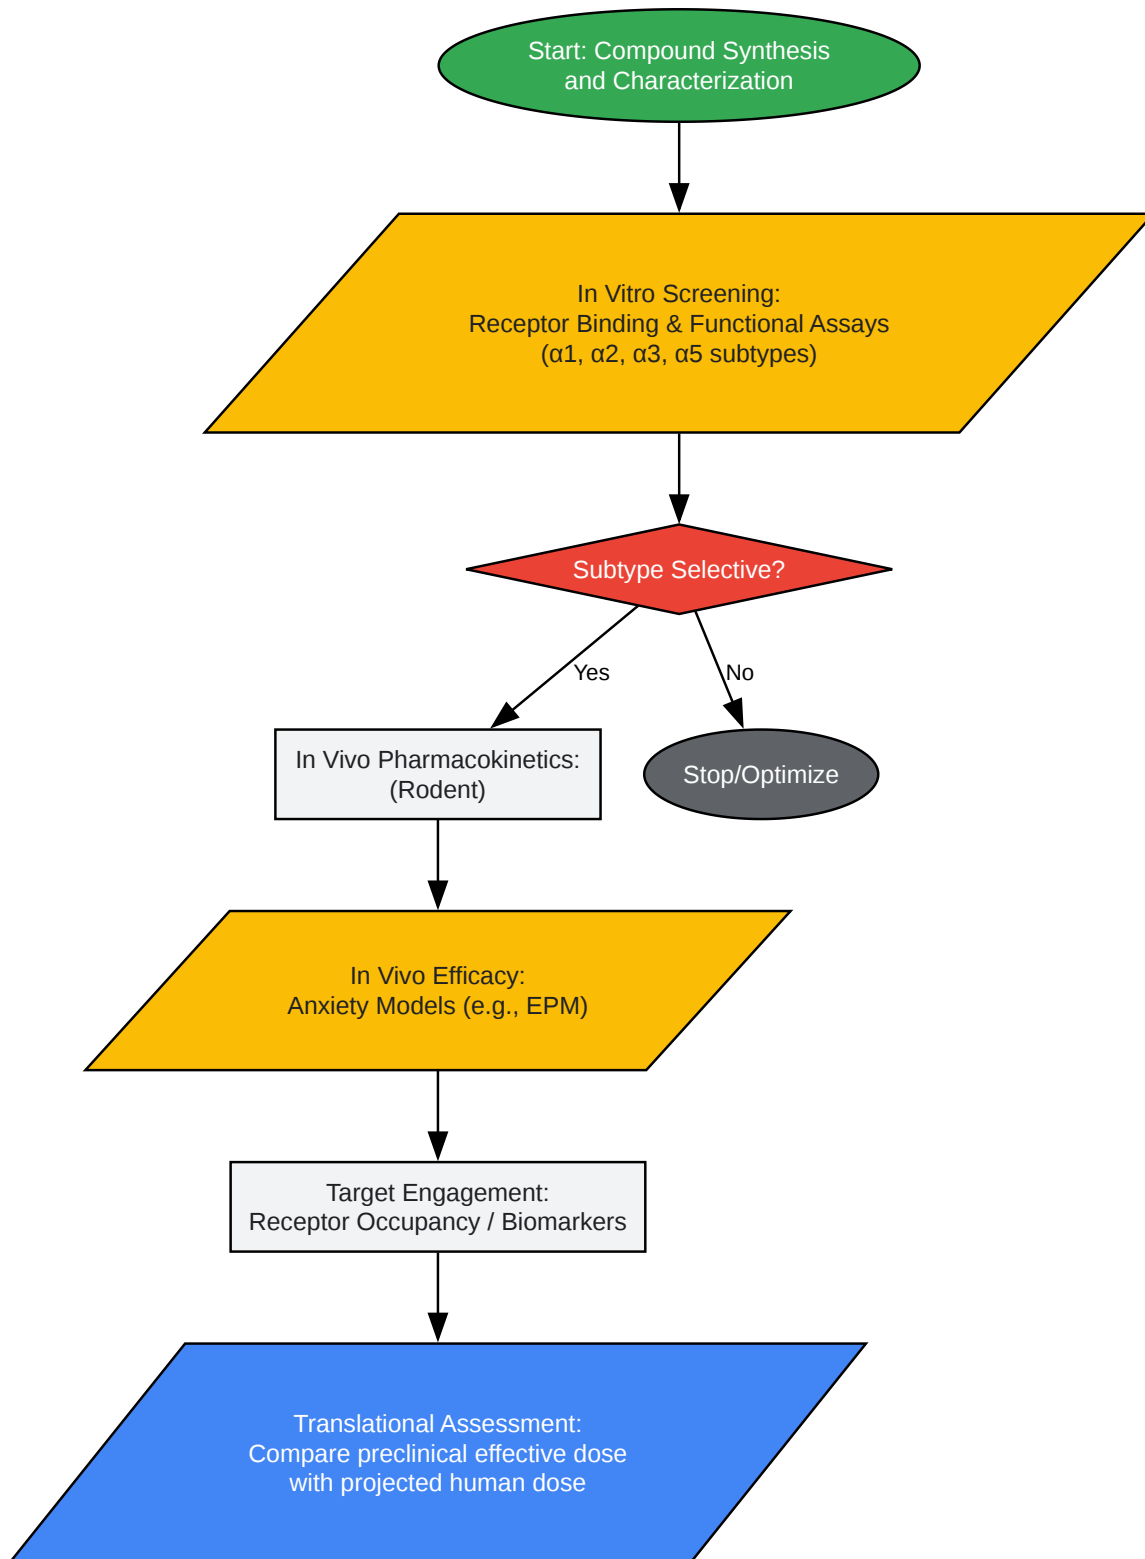 Start: Compound Synthesis
and Characterization
In Vitro Screening:
Receptor Binding & Functional Assays
(α1, α2, α3, α5 subtypes)
Subtype Selective?
Yes
No
In Vivo Pharmacokinetics:
(Rodent)
Stop/Optimize
In Vivo Efficacy:
Anxiety Models (e.g., EPM)
Target Engagement:
Receptor Occupancy / Biomarkers
Translational Assessment:
Compare preclinical effective dose
with projected human dose